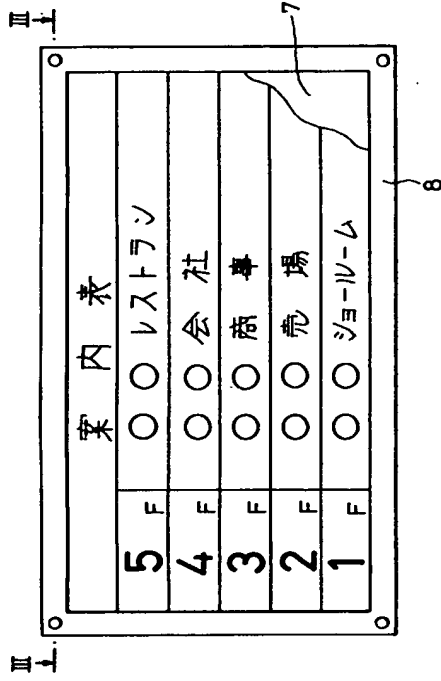 III
III
案内表
5F ○○レストラン
4F ○○会社
3F ○○商事
2F ○○売場
1F ○○ショールーム
7
8